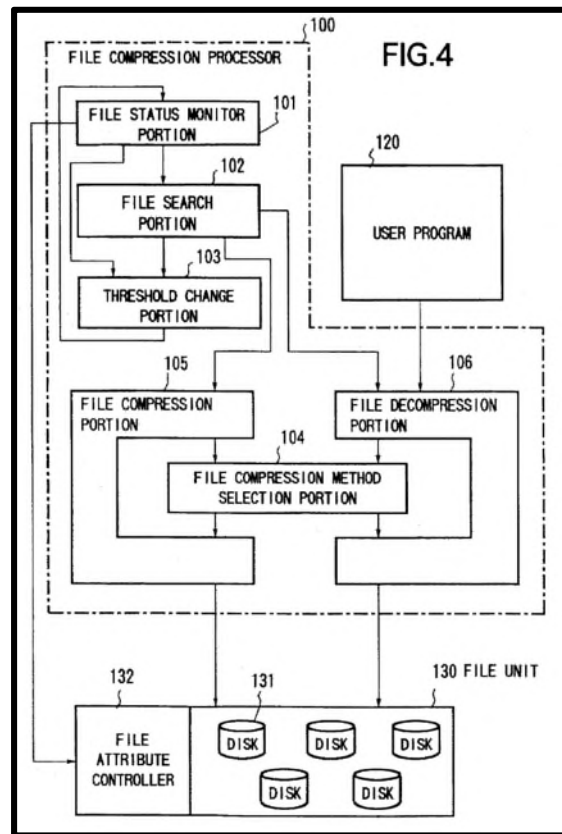 100
FILE COMPRESSION PROCESSOR
FIG.4
FILE STATUS MONITOR
PORTION
101
102
FILE SEARCH
PORTION
103
THRESHOLD CHANGE
PORTION
120
USER PROGRAM
105
FILE COMPRESSION
PORTION
106
FILE DECOMPRESSION
PORTION
104
FILE COMPRESSION METHOD
SELECTION PORTION
132
FILE
ATTRIBUTE
CONTROLLER
131
130 FILE UNIT
DISK
DISK
DISK
DISK
DISK